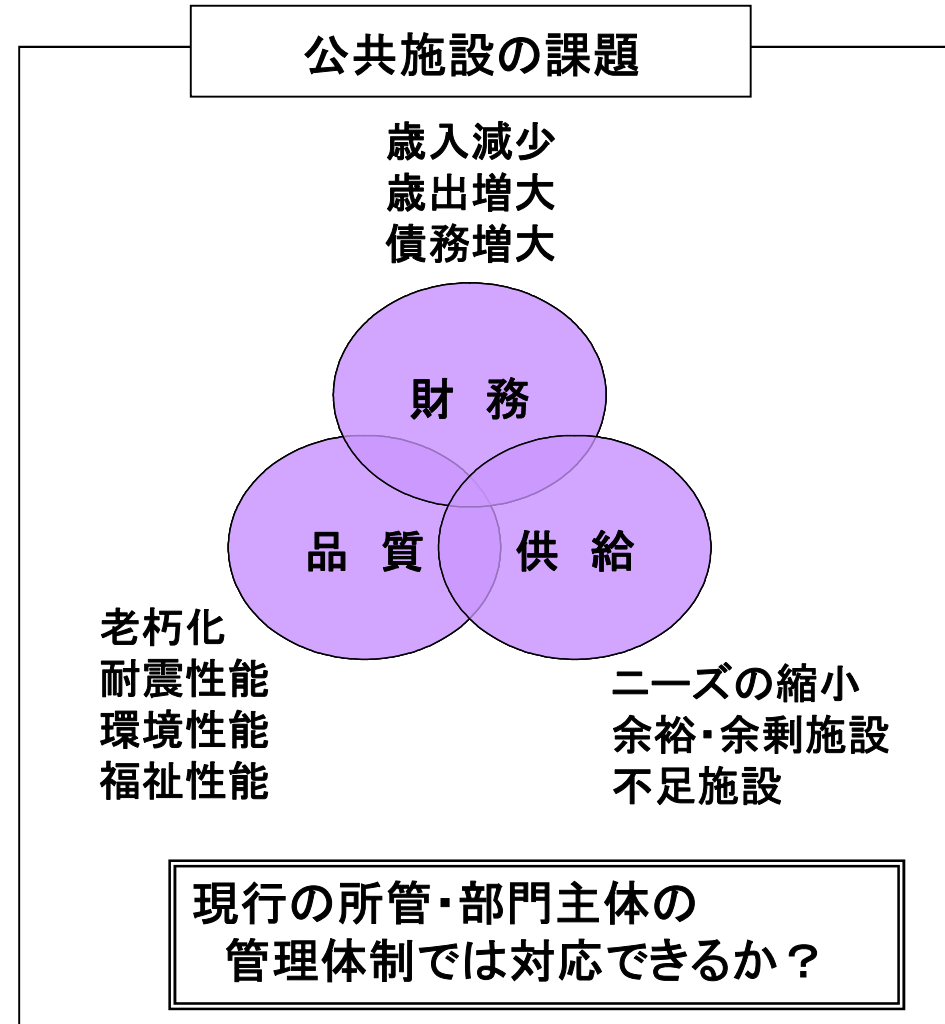 公共施設の課題
歳入減少
歳出増大
債務増大
財　務
品　質
供　給
老朽化
耐震性能
環境性能
福祉性能
ニーズの縮小
余裕・余剰施設
不足施設
現行の所管・部門主体の
管理体制では対応できるか？